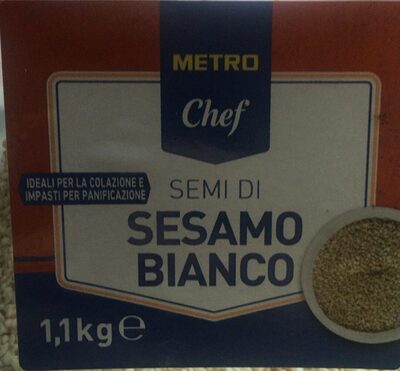 METRO
Chef
IDEALI PER LA COLAZIONE E
IMPASTI PER PANIFICAZIONE
SEMI DI
SESAMO
BIANCO
1,1kg℮